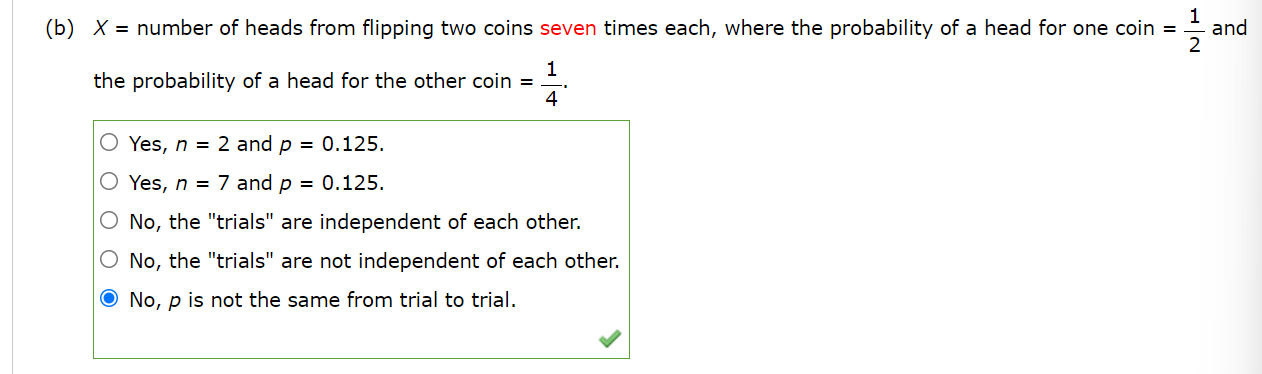 (b) X = number of heads from flipping two coins seven times each, where the probability of a head for one coin = 1/2 and
the probability of a head for the other coin = 1/4.
Yes, n = 2 and p = 0.125.
Yes, n = 7 and p = 0.125.
No, the "trials" are independent of each other.
No, the "trials" are not independent of each other.
No, p is not the same from trial to trial.